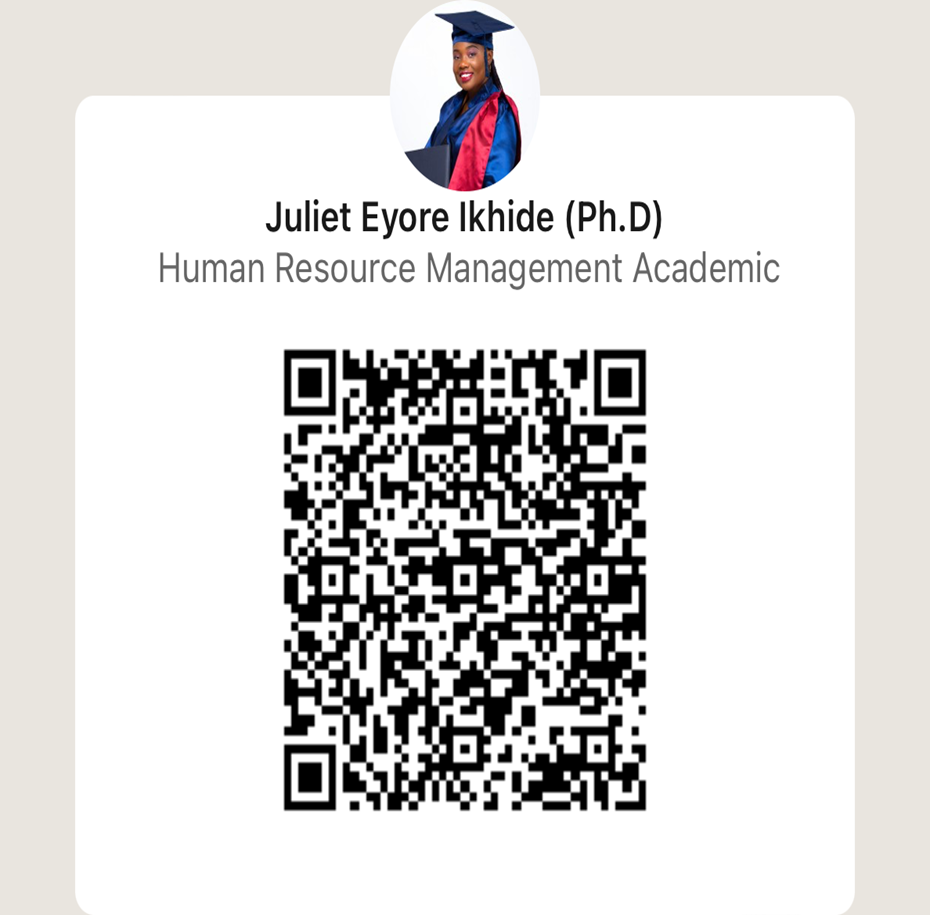 Juliet Eyore Ikhide (Ph.D)
Human Resource Management Academic